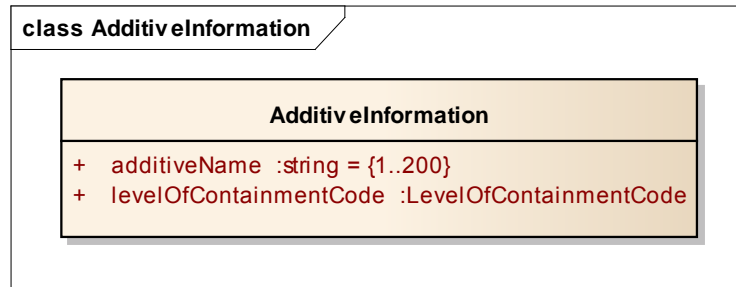 class AdditiveInformation
AdditiveInformation
+ additiveName :string = {1..200}
+ levelOfContainmentCode :LevelOfContainmentCode